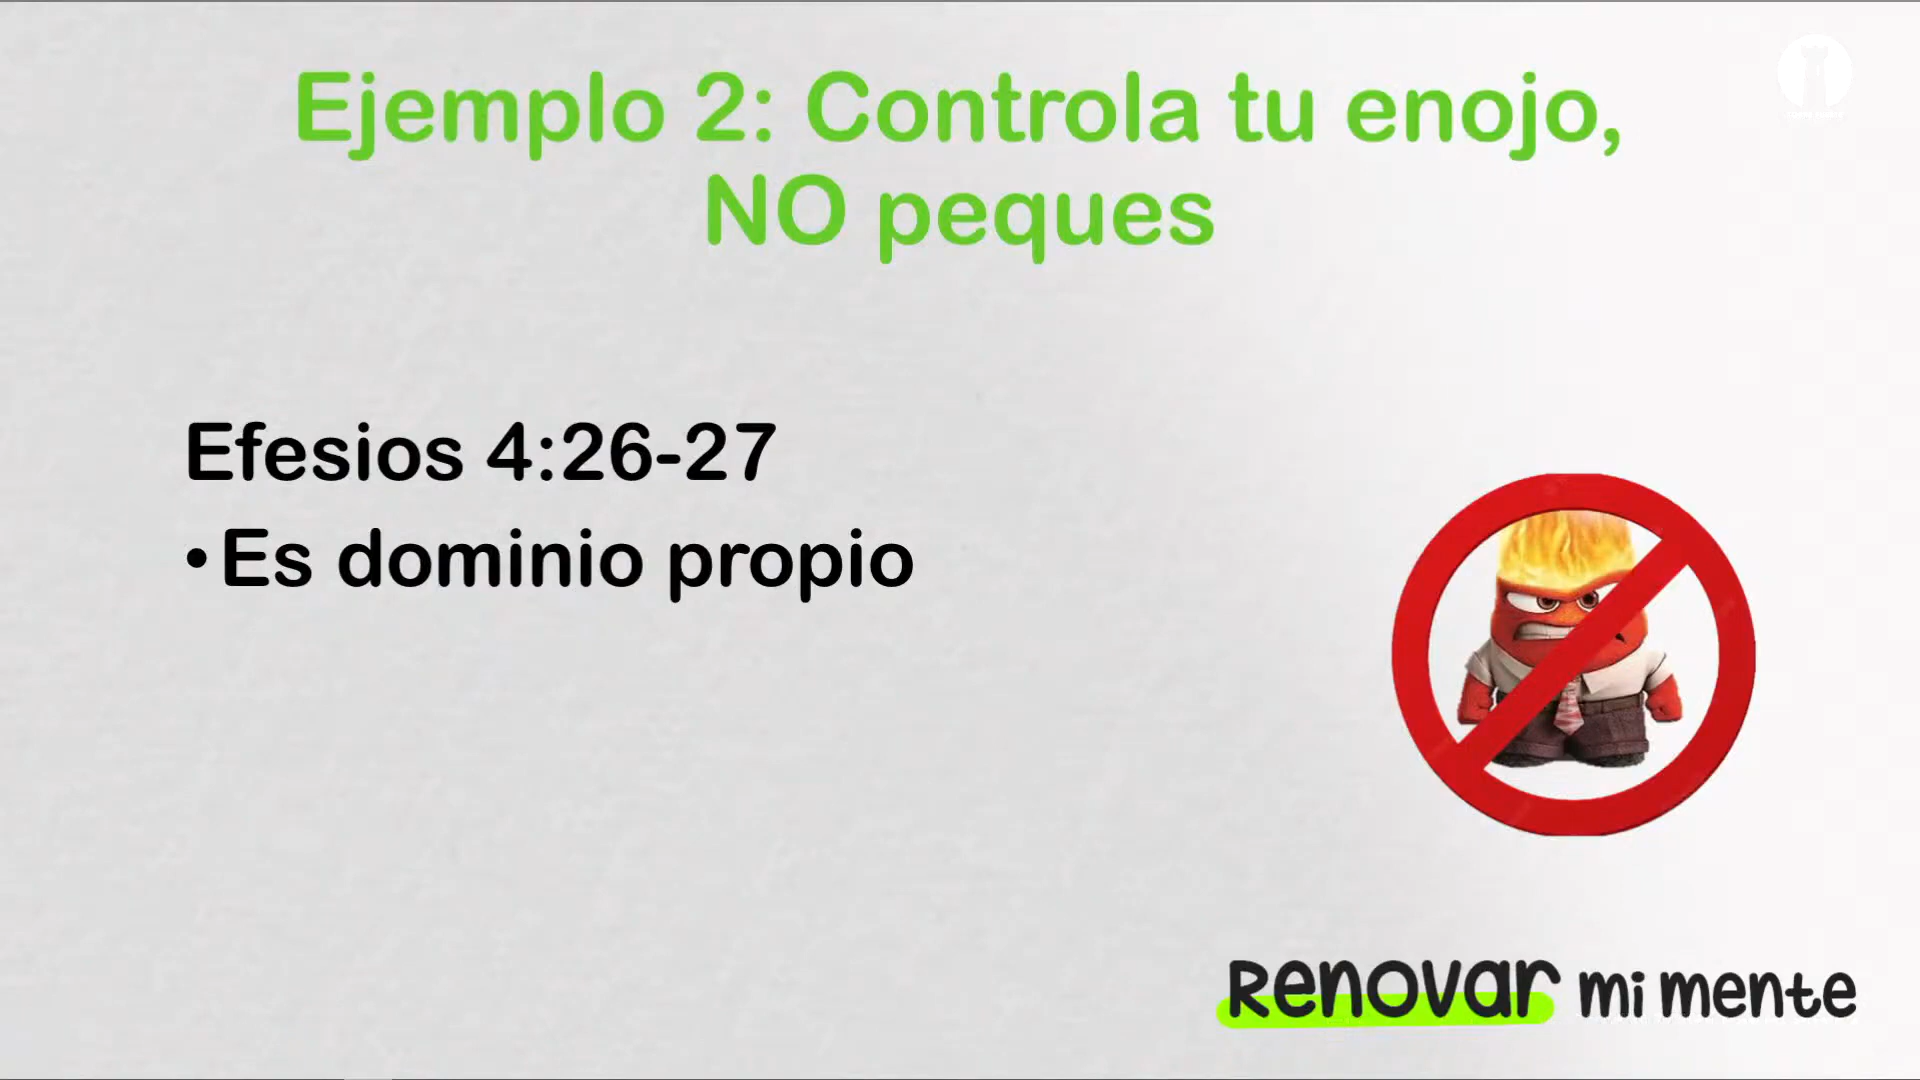 Ejemplo 2: Controla tu enojo,
NO peques
Efesios 4:26-27
•Es dominio propio
Renovar mi mente